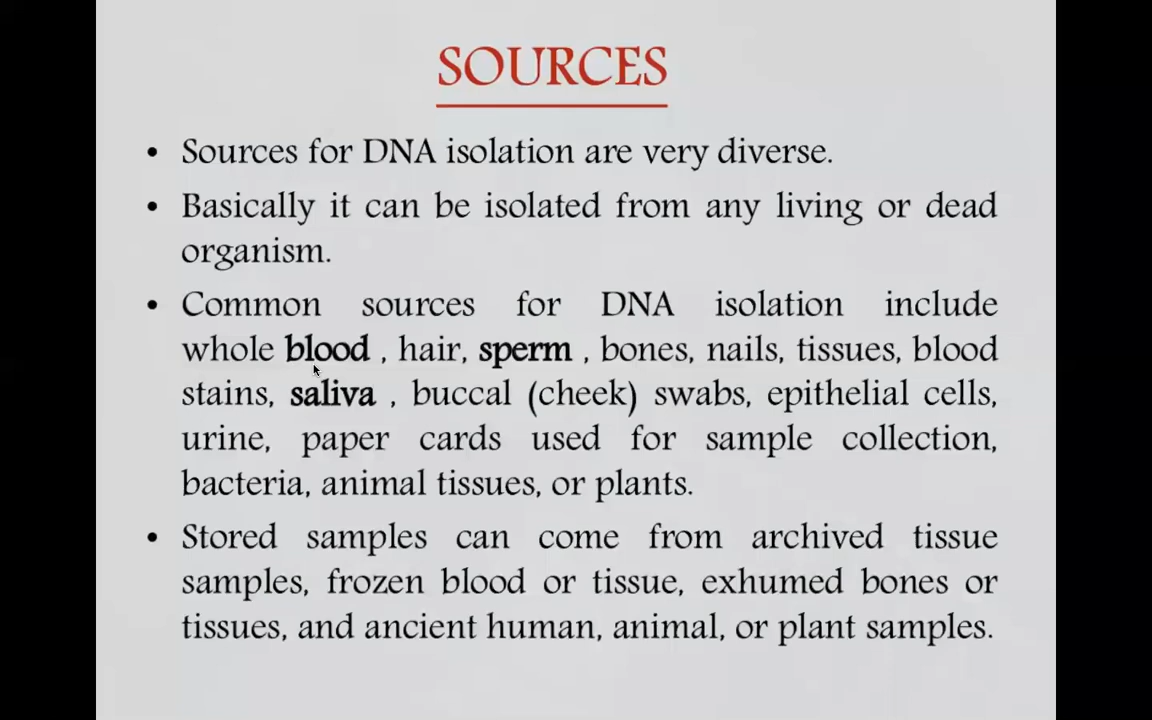 SOURCES
• Sources for DNA isolation are very diverse.
• Basically it can be isolated from any living or dead
organism.
• Common sources for DNA isolation include
whole blood , hair, sperm , bones, nails, tissues, blood
stains, saliva , buccal (cheek) swabs, epithelial cells,
urine, paper cards used for sample collection,
bacteria, animal tissues, or plants.
• Stored samples can come from archived tissue
samples, frozen blood or tissue, exhumed bones or
tissues, and ancient human, animal, or plant samples.